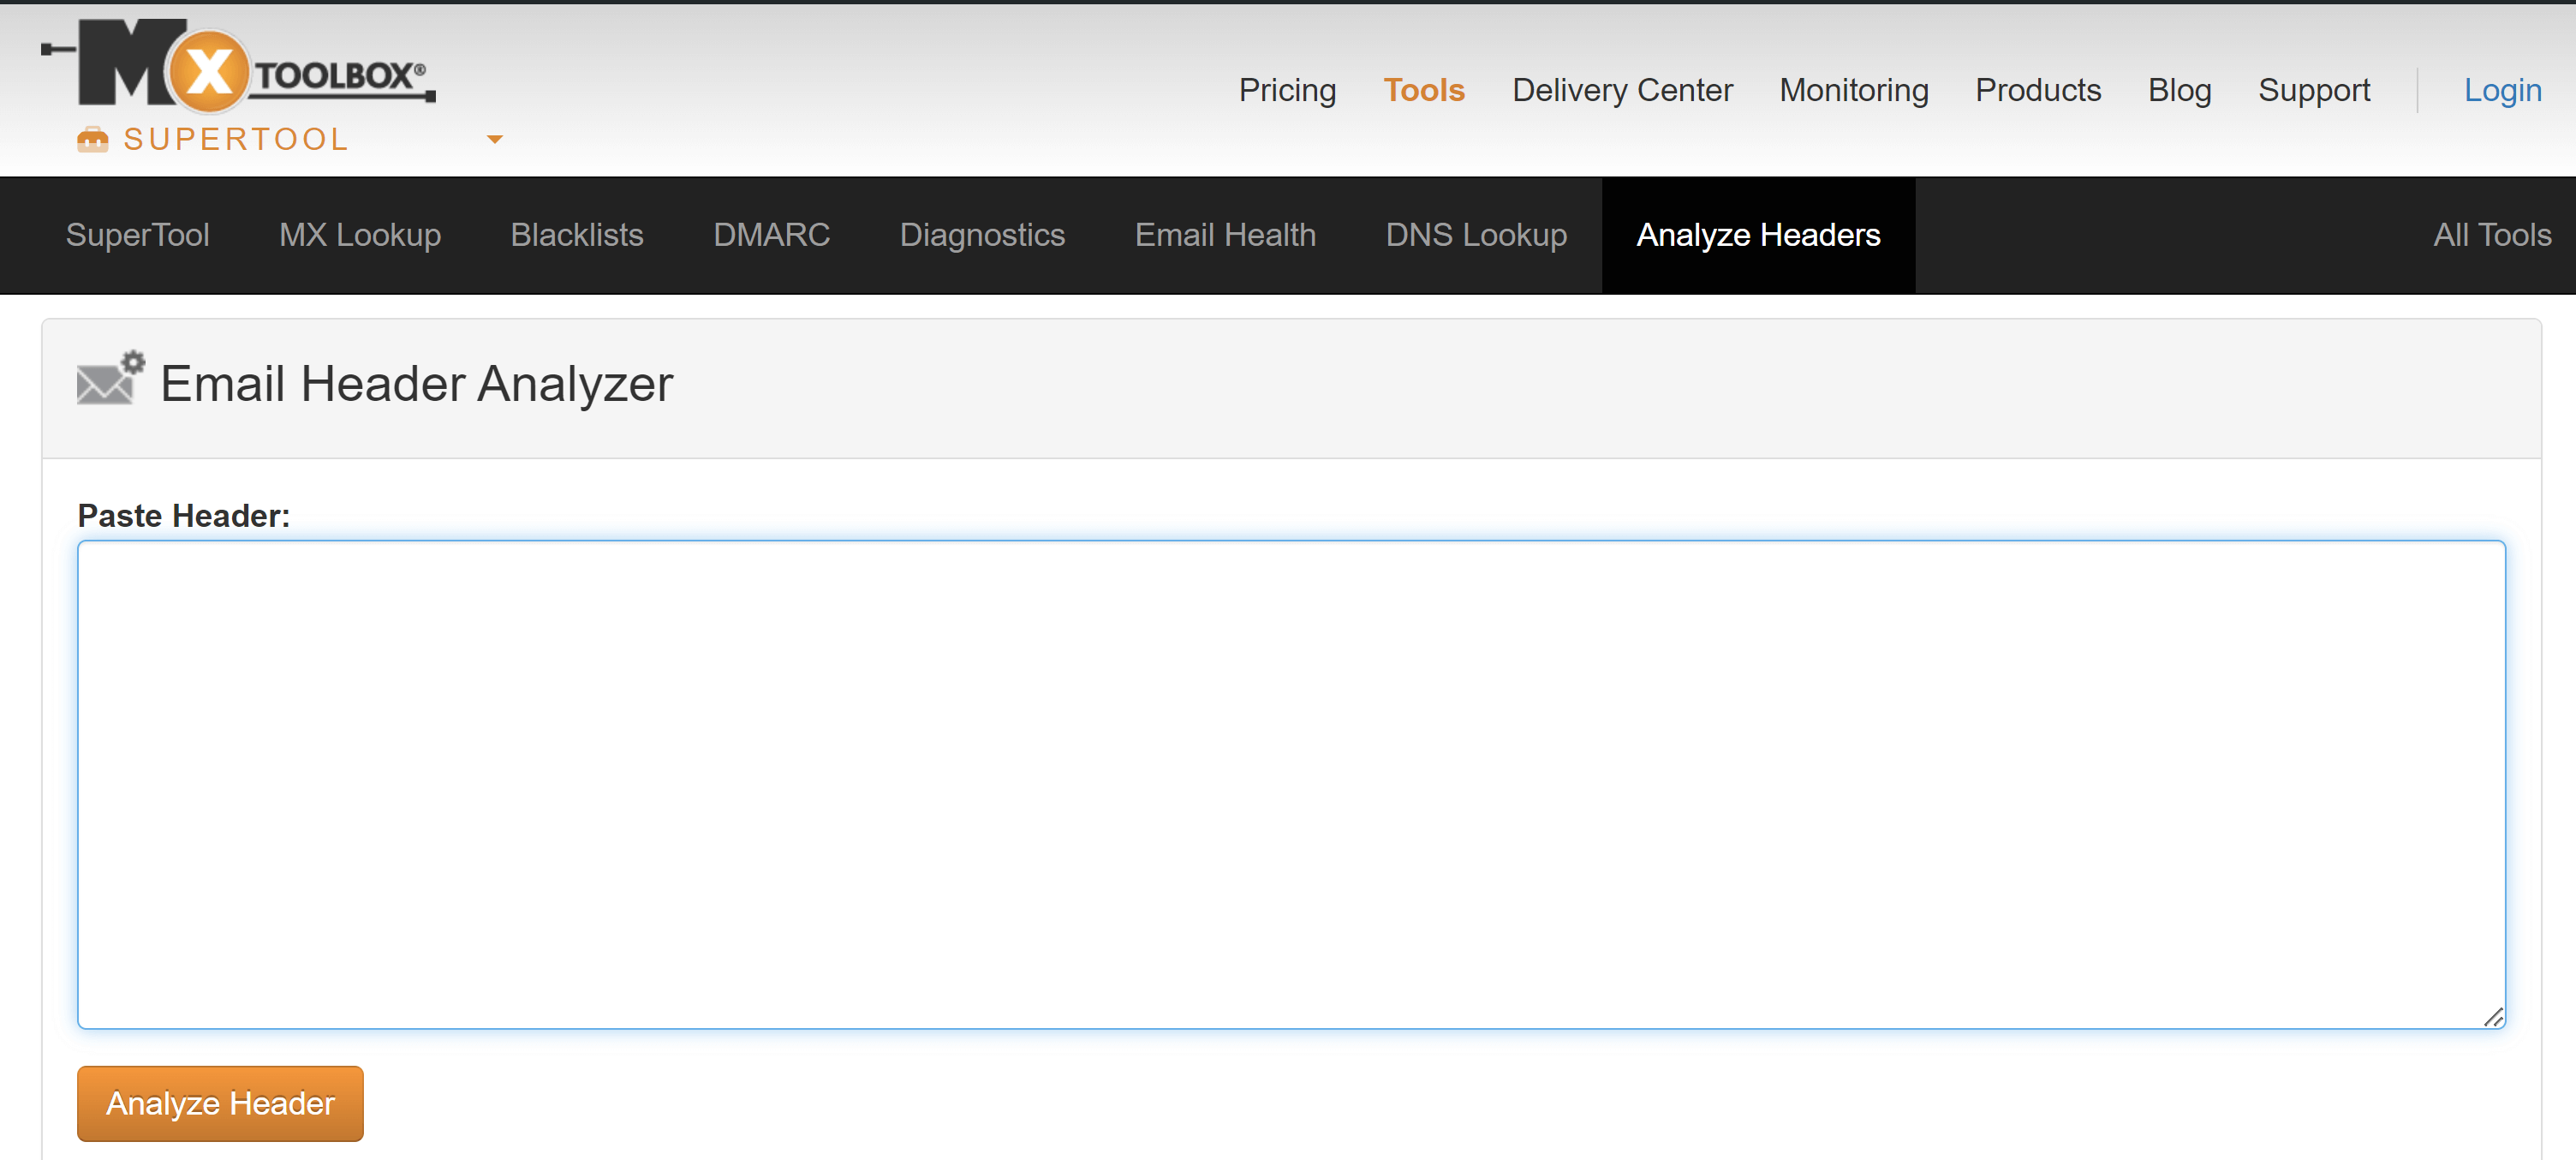 MX TOOLBOX®
SUPERTOOL
Pricing Tools Delivery Center Monitoring Products Blog Support Login
SuperTool MX Lookup Blacklists DMARC Diagnostics Email Health DNS Lookup Analyze Headers All Tools
Email Header Analyzer
Paste Header:
Analyze Header